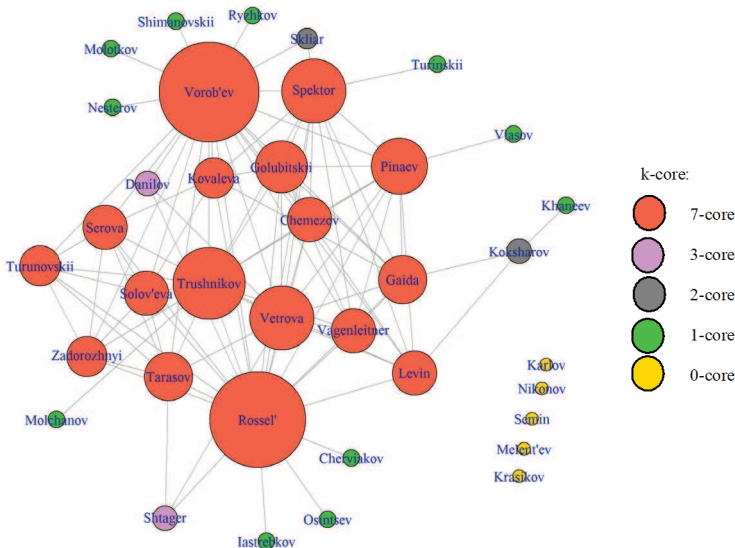 Ryzhkov
Shimanovskii
Skliar
Molotkov
Turinskii
Vorob'ev
Spektor
Nesterov
Vlasov
Golubitskii
Pinaev
k-core:
Danilov
Kovaleva
Khaneev
7-core
Chemezov
Serova
Koksharov
3-core
Turunovskii
Trushnikov
Gaida
Solov'eva
2-core
Vetrova
Vagenleitner
1-core
Zadorozhnyi
Karlov
Tarasov
Levin
0-core
Nikonov
Molchanov
Rossel'
Semin
Melent'ev
Cherviakov
Krasikov
Shtager
Osintsev
Iastrebkov